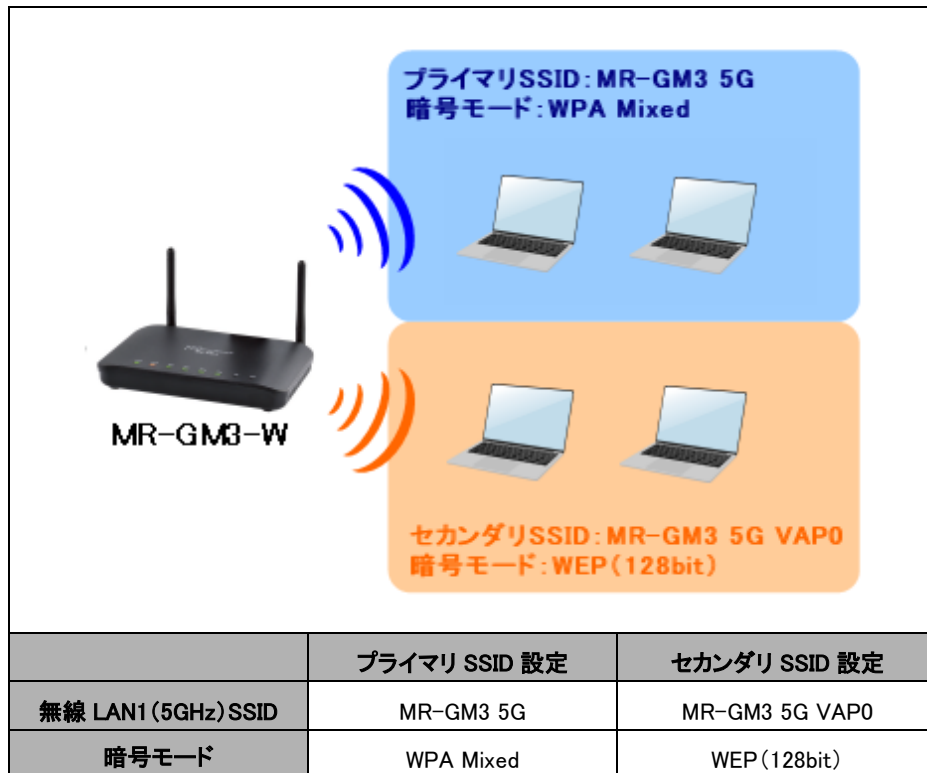 プライマリSSID:MR-GM3 5G
暗号モード:WPA Mixed
MR-GM3-W
セカンダリSSID:MR-GM3 5G VAP0
暗号モード:WEP(128bit)
プライマリ SSID 設定 セカンダリ SSID 設定
無線 LAN1(5GHz)SSID MR-GM3 5G MR-GM3 5G VAP0
暗号モード WPA Mixed WEP(128bit)